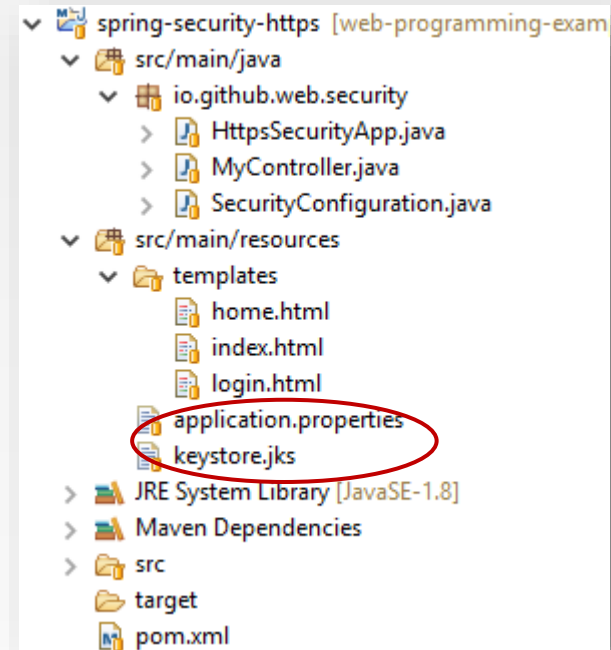 spring-security-https [web-programming-exam
src/main/java
io.github.web.security
HttpsSecurityApp.java
MyController.java
SecurityConfiguration.java
src/main/resources
templates
home.html
index.html
login.html
application.properties
keystore.jks
JRE System Library [JavaSE-1.8]
Maven Dependencies
src
target
pom.xml